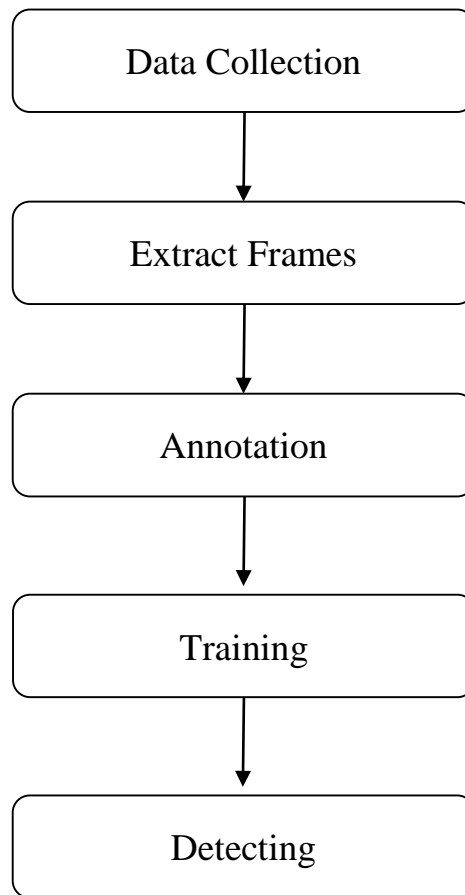 Data Collection
Extract Frames
Annotation
Training
Detecting